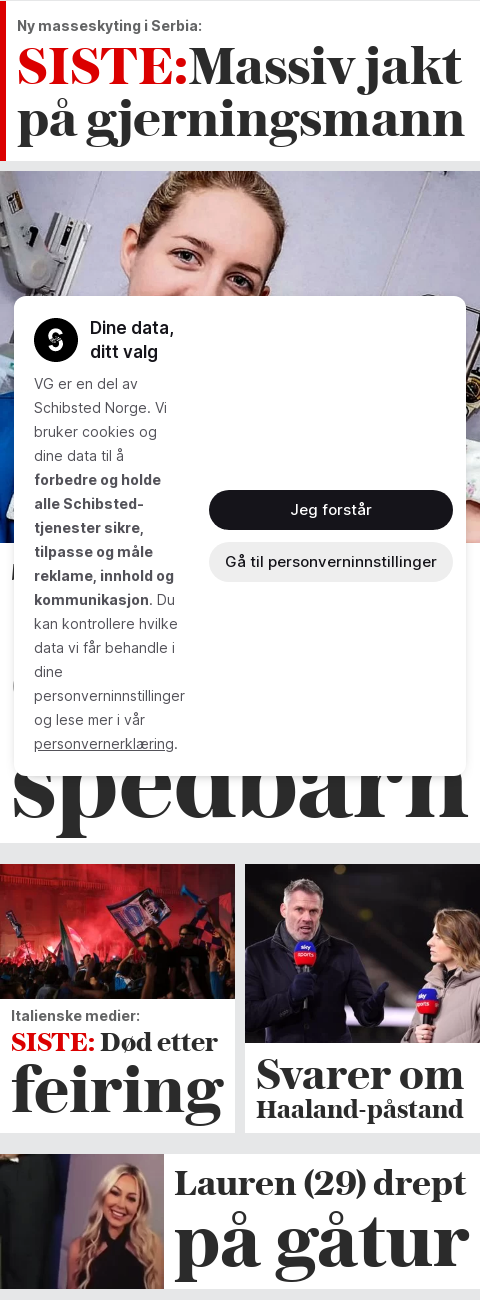 Ny masseskyting i Serbia:
SISTE:Massiv jakt
på gjerningsmann
Dine data,
ditt valg
VG er en del av
Schibsted Norge. Vi
bruker cookies og
dine data til å
forbedre og holde
alle Schibsted-
tjenester sikre,
tilpasse og måle
reklame, innhold og
kommunikasjon. Du
kan kontrollere hvilke
data vi får behandle i
dine
personverninnstillinger
og lese mer i vår
personvernerklæring.
Jeg forstår
Gå til personverninnstillinger
spedbarn
sky
sports
sky
sports
Italienske medier:
SISTE: Død etter
feiring
Svarer om
Haaland-påstand
Lauren (29) drept
på gåtur